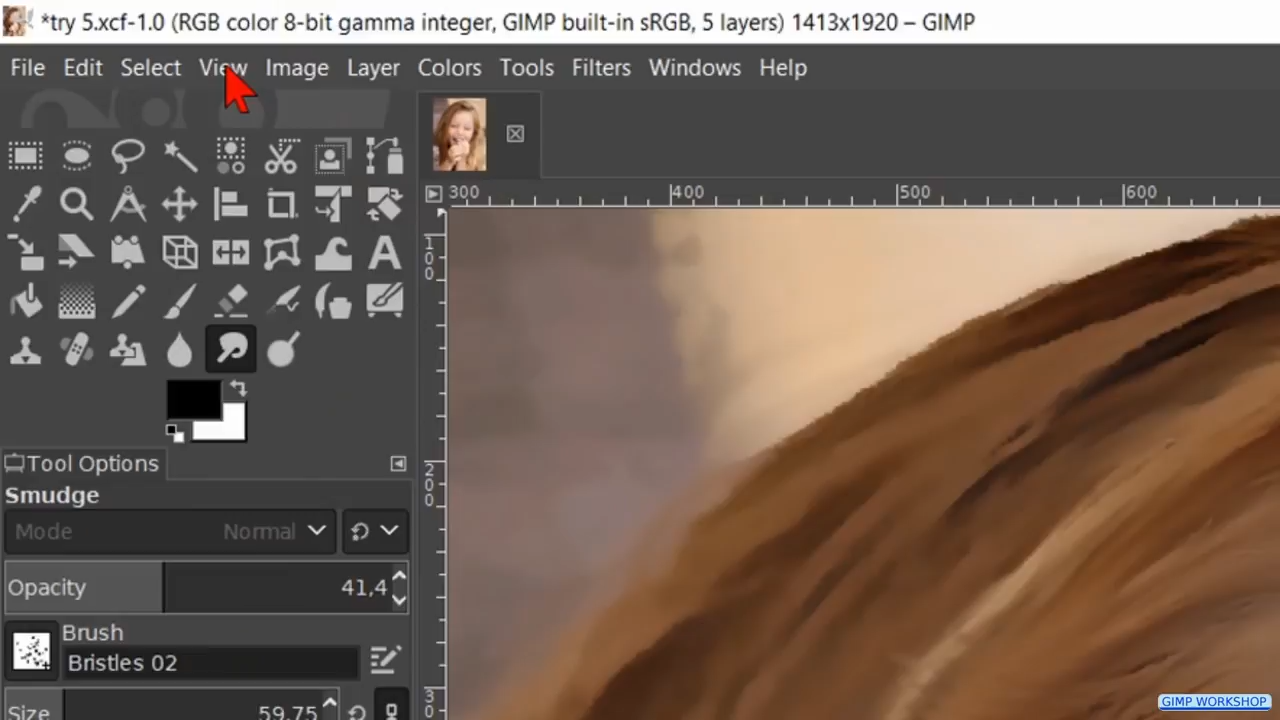 *try 5.xcf-1.0 (RGB color 8-bit gamma integer, GIMP built-in sRGB, 5 layers) 1413x1920 – GIMP
File Edit Select View Image Layer Colors Tools Filters Windows Help
300 400 500 600
100
Tool Options
200
Smudge
Mode Normal
Opacity 41,4
Brush
Bristles 02
30
Size 59,75
GIMP WORKSHOP